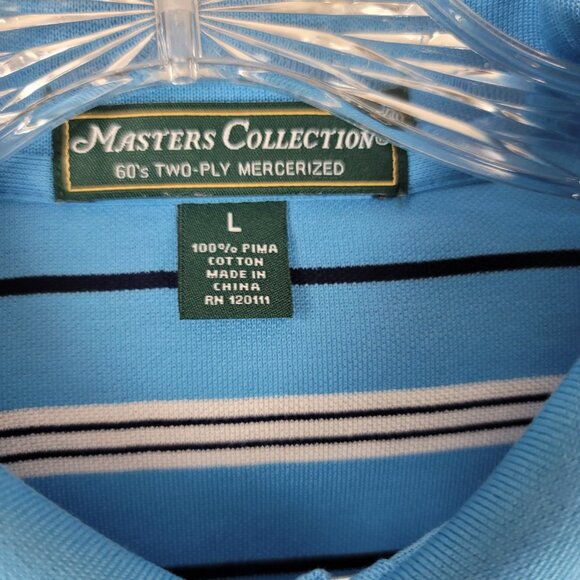 MASTERS COLLECTION®
60's TWO-PLY MERCERIZED
L
100% PIMA
COTTON
MADE IN
CHINA
RN 120111